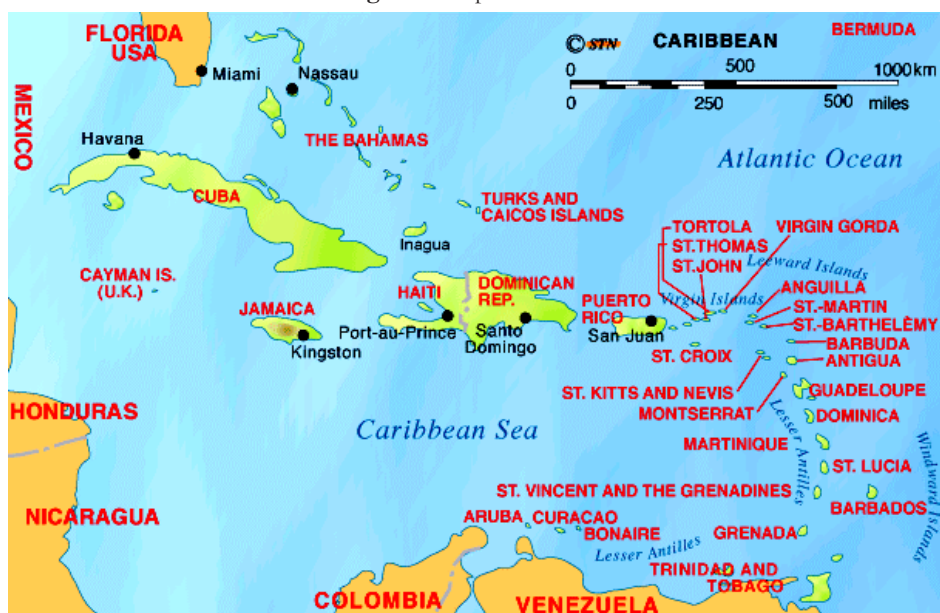 g
p
FLORIDA
USA
Miami
Nassau
© STN
CARIBBEAN
BERMUDA
0
500
1000 km
0
250
500
miles
MEXICO
Havana
THE BAHAMAS
Atlantic Ocean
CUBA
TURKS AND
CAICOS ISLANDS
Inagua
TORTOLA
VIRGIN GORDA
ST.THOMAS
ST.JOHN
Leeward Islands
CAYMAN IS.
(U.K.)
HAITI
DOMINICAN
REP.
Virgin Islands
ANGUILLA
ST.-MARTIN
ST.-BARTHELÈMY
JAMAICA
PUERTO
RICO
Port-au-Prince
Santo
Domingo
San Juan
Kingston
BARBUDA
ST. CROIX
ANTIGUA
ST. KITTS AND NEVIS
GUADELOUPE
MONTSERRAT
DOMINICA
HONDURAS
Caribbean Sea
Lesser Antilles
MARTINIQUE
ST. LUCIA
Windward Islands
ST. VINCENT AND THE GRENADINES
BARBADOS
NICARAGUA
ARUBA
CURACAO
BONAIRE
GRENADA
Lesser Antilles
TRINIDAD AND
TOBAGO
COLOMBIA
VENEZUELA